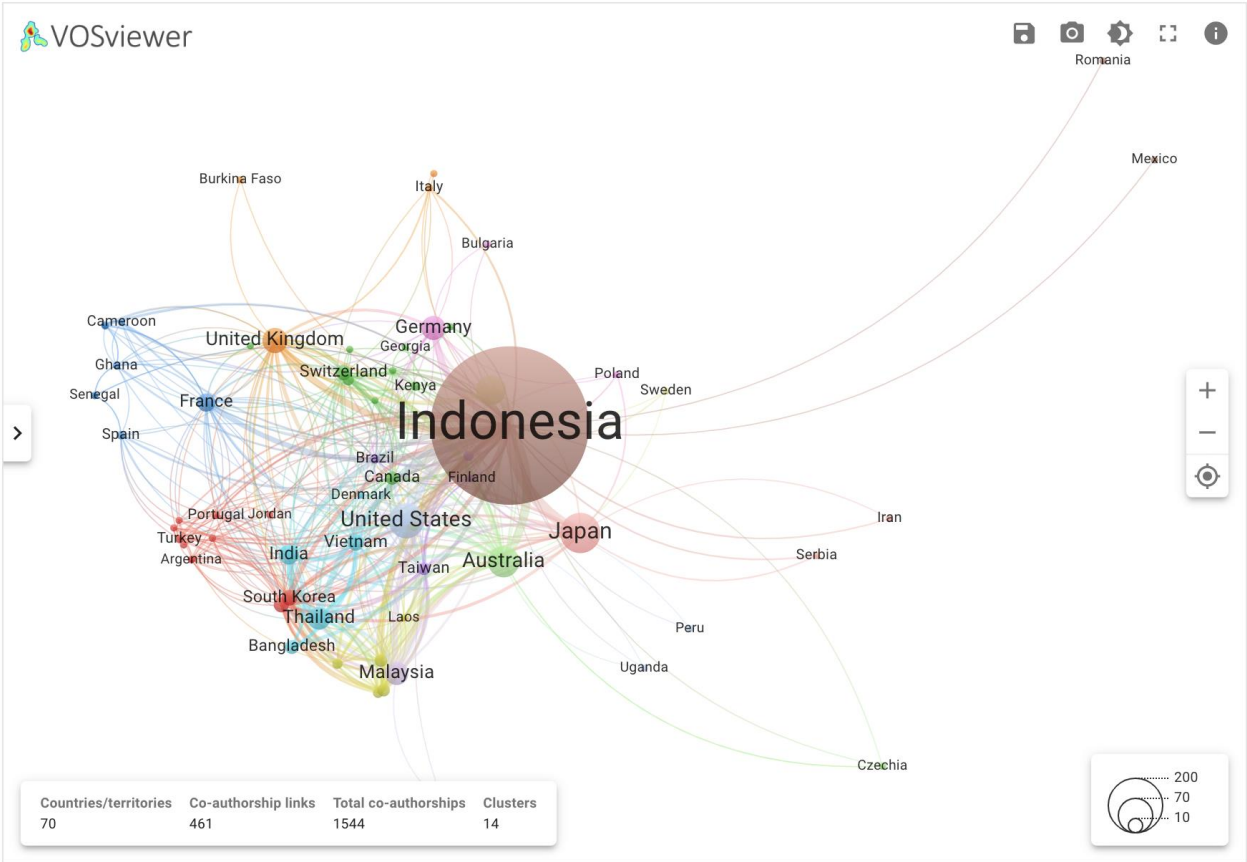 VOSviewer
Romania
Mexico
Burkina Faso
Italy
Bulgaria
Cameroon
Germany
United Kingdom
Georgia
Ghana
Switzerland
Poland
Kenya
Sweden
Senegal
France
Indonesia
Spain
Brazil
Canada
Finland
Denmark
Portugal
Jordan
United States
Iran
Japan
Turkey
Vietnam
India
Serbia
Argentina
Australia
Taiwan
South Korea
Thailand
Laos
Peru
Bangladesh
Uganda
Malaysia
Czechia
Countries/territories Co-authorship links Total co-authorships Clusters
70 461 1544 14
200
70
10